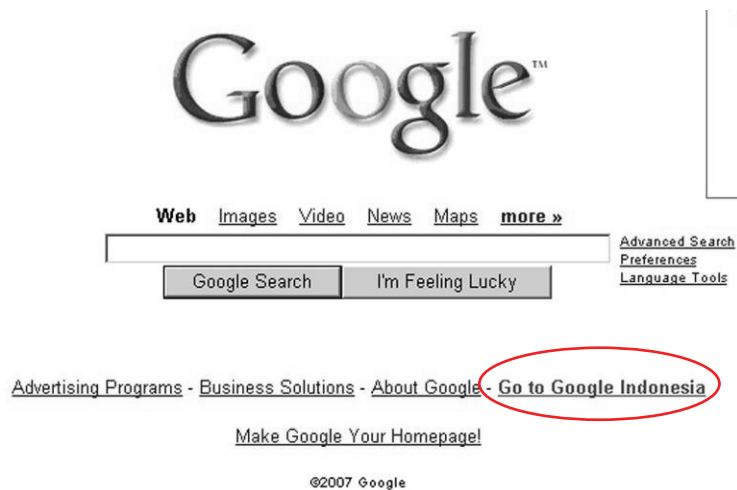 Google™
Web Images Video News Maps more »
Advanced Search
Preferences
Language Tools
Google Search I'm Feeling Lucky
Advertising Programs - Business Solutions - About Google - Go to Google Indonesia
Make Google Your Homepage!
©2007 Google